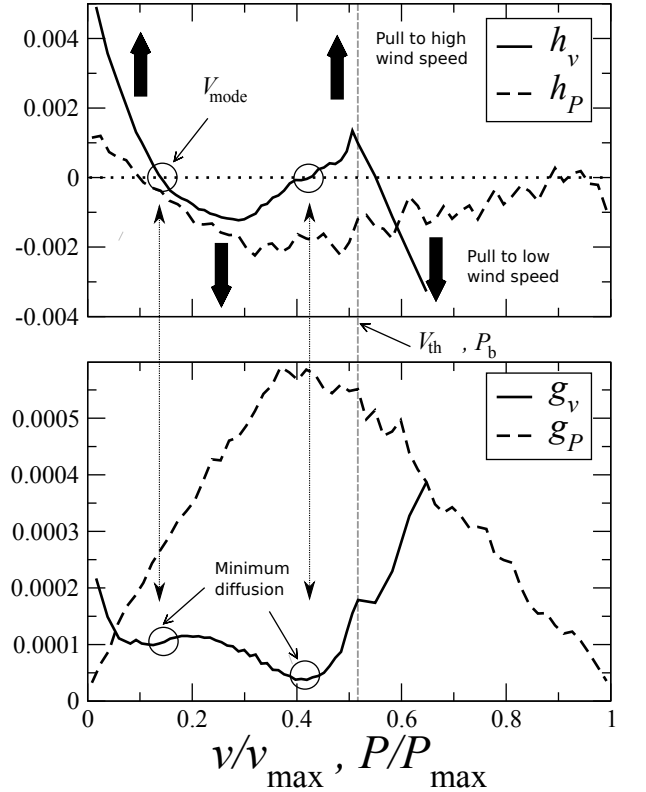 0.004
0.002
0
-0.002
-0.004
Pull to high
wind speed
h_v
h_P
V_mode
Pull to low
wind speed
V_th , P_b
g_v
g_P
0.0005
0.0004
0.0003
0.0002
0.0001
0
Minimum
diffusion
0 0.2 0.4 0.6 0.8 1
v/v_max , P/P_max